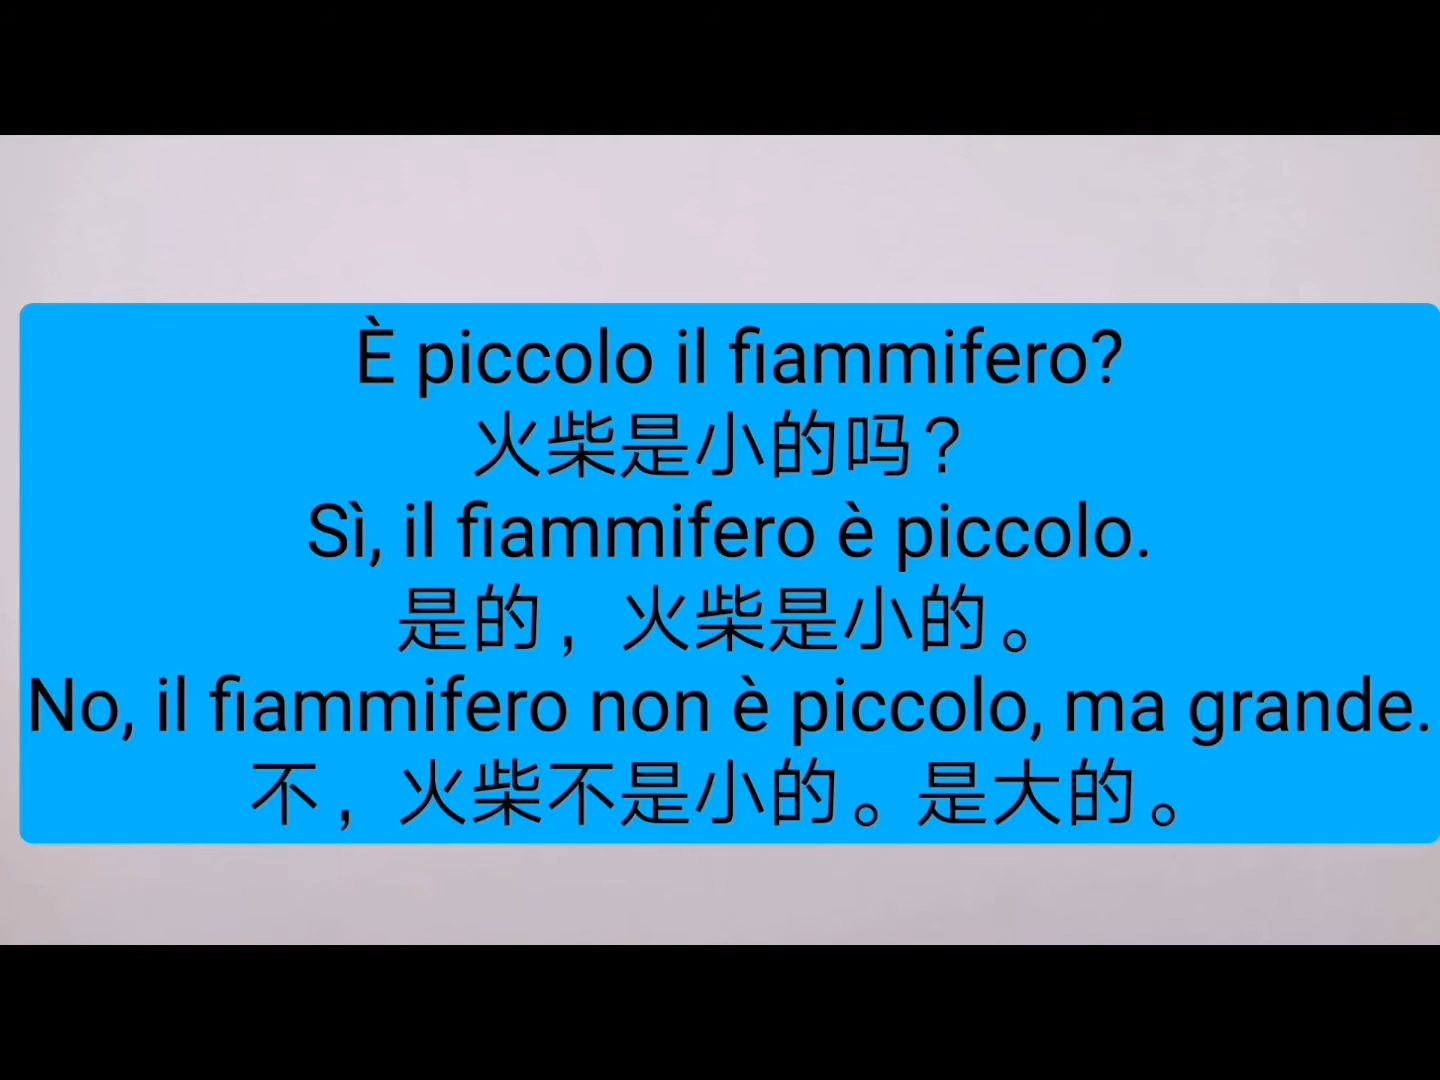 È piccolo il fiammifero?
火柴是小的吗？
Sì, il fiammifero è piccolo.
是的，火柴是小的。
No, il fiammifero non è piccolo, ma grande.
不，火柴不是小的。是大的。